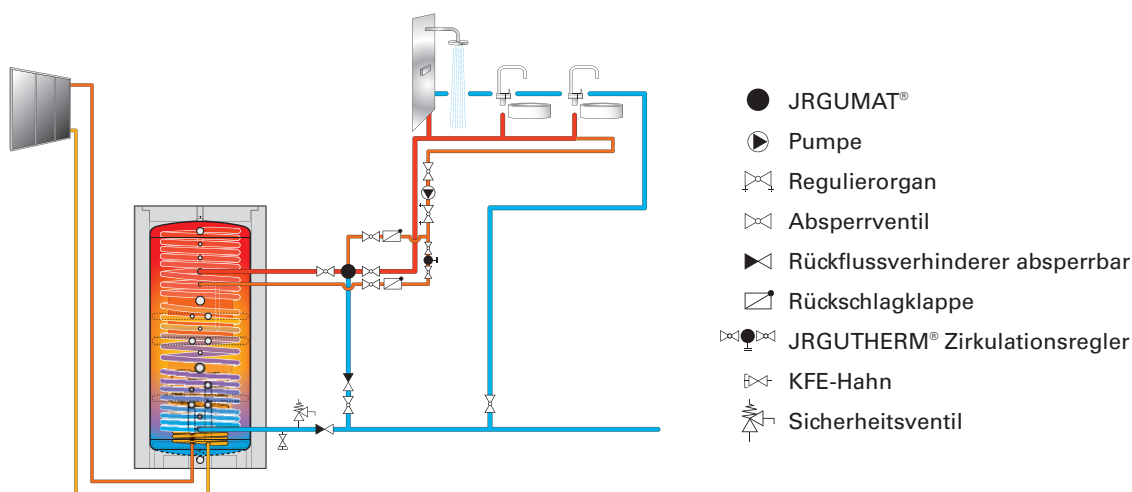 JRGUMAT®
Pumpe
Regulierorgan
Absperrventil
Rückflussverhinderer absperrbar
Rückschlagklappe
JRGUTHERM® Zirkulationsregler
KFE-Hahn
Sicherheitsventil